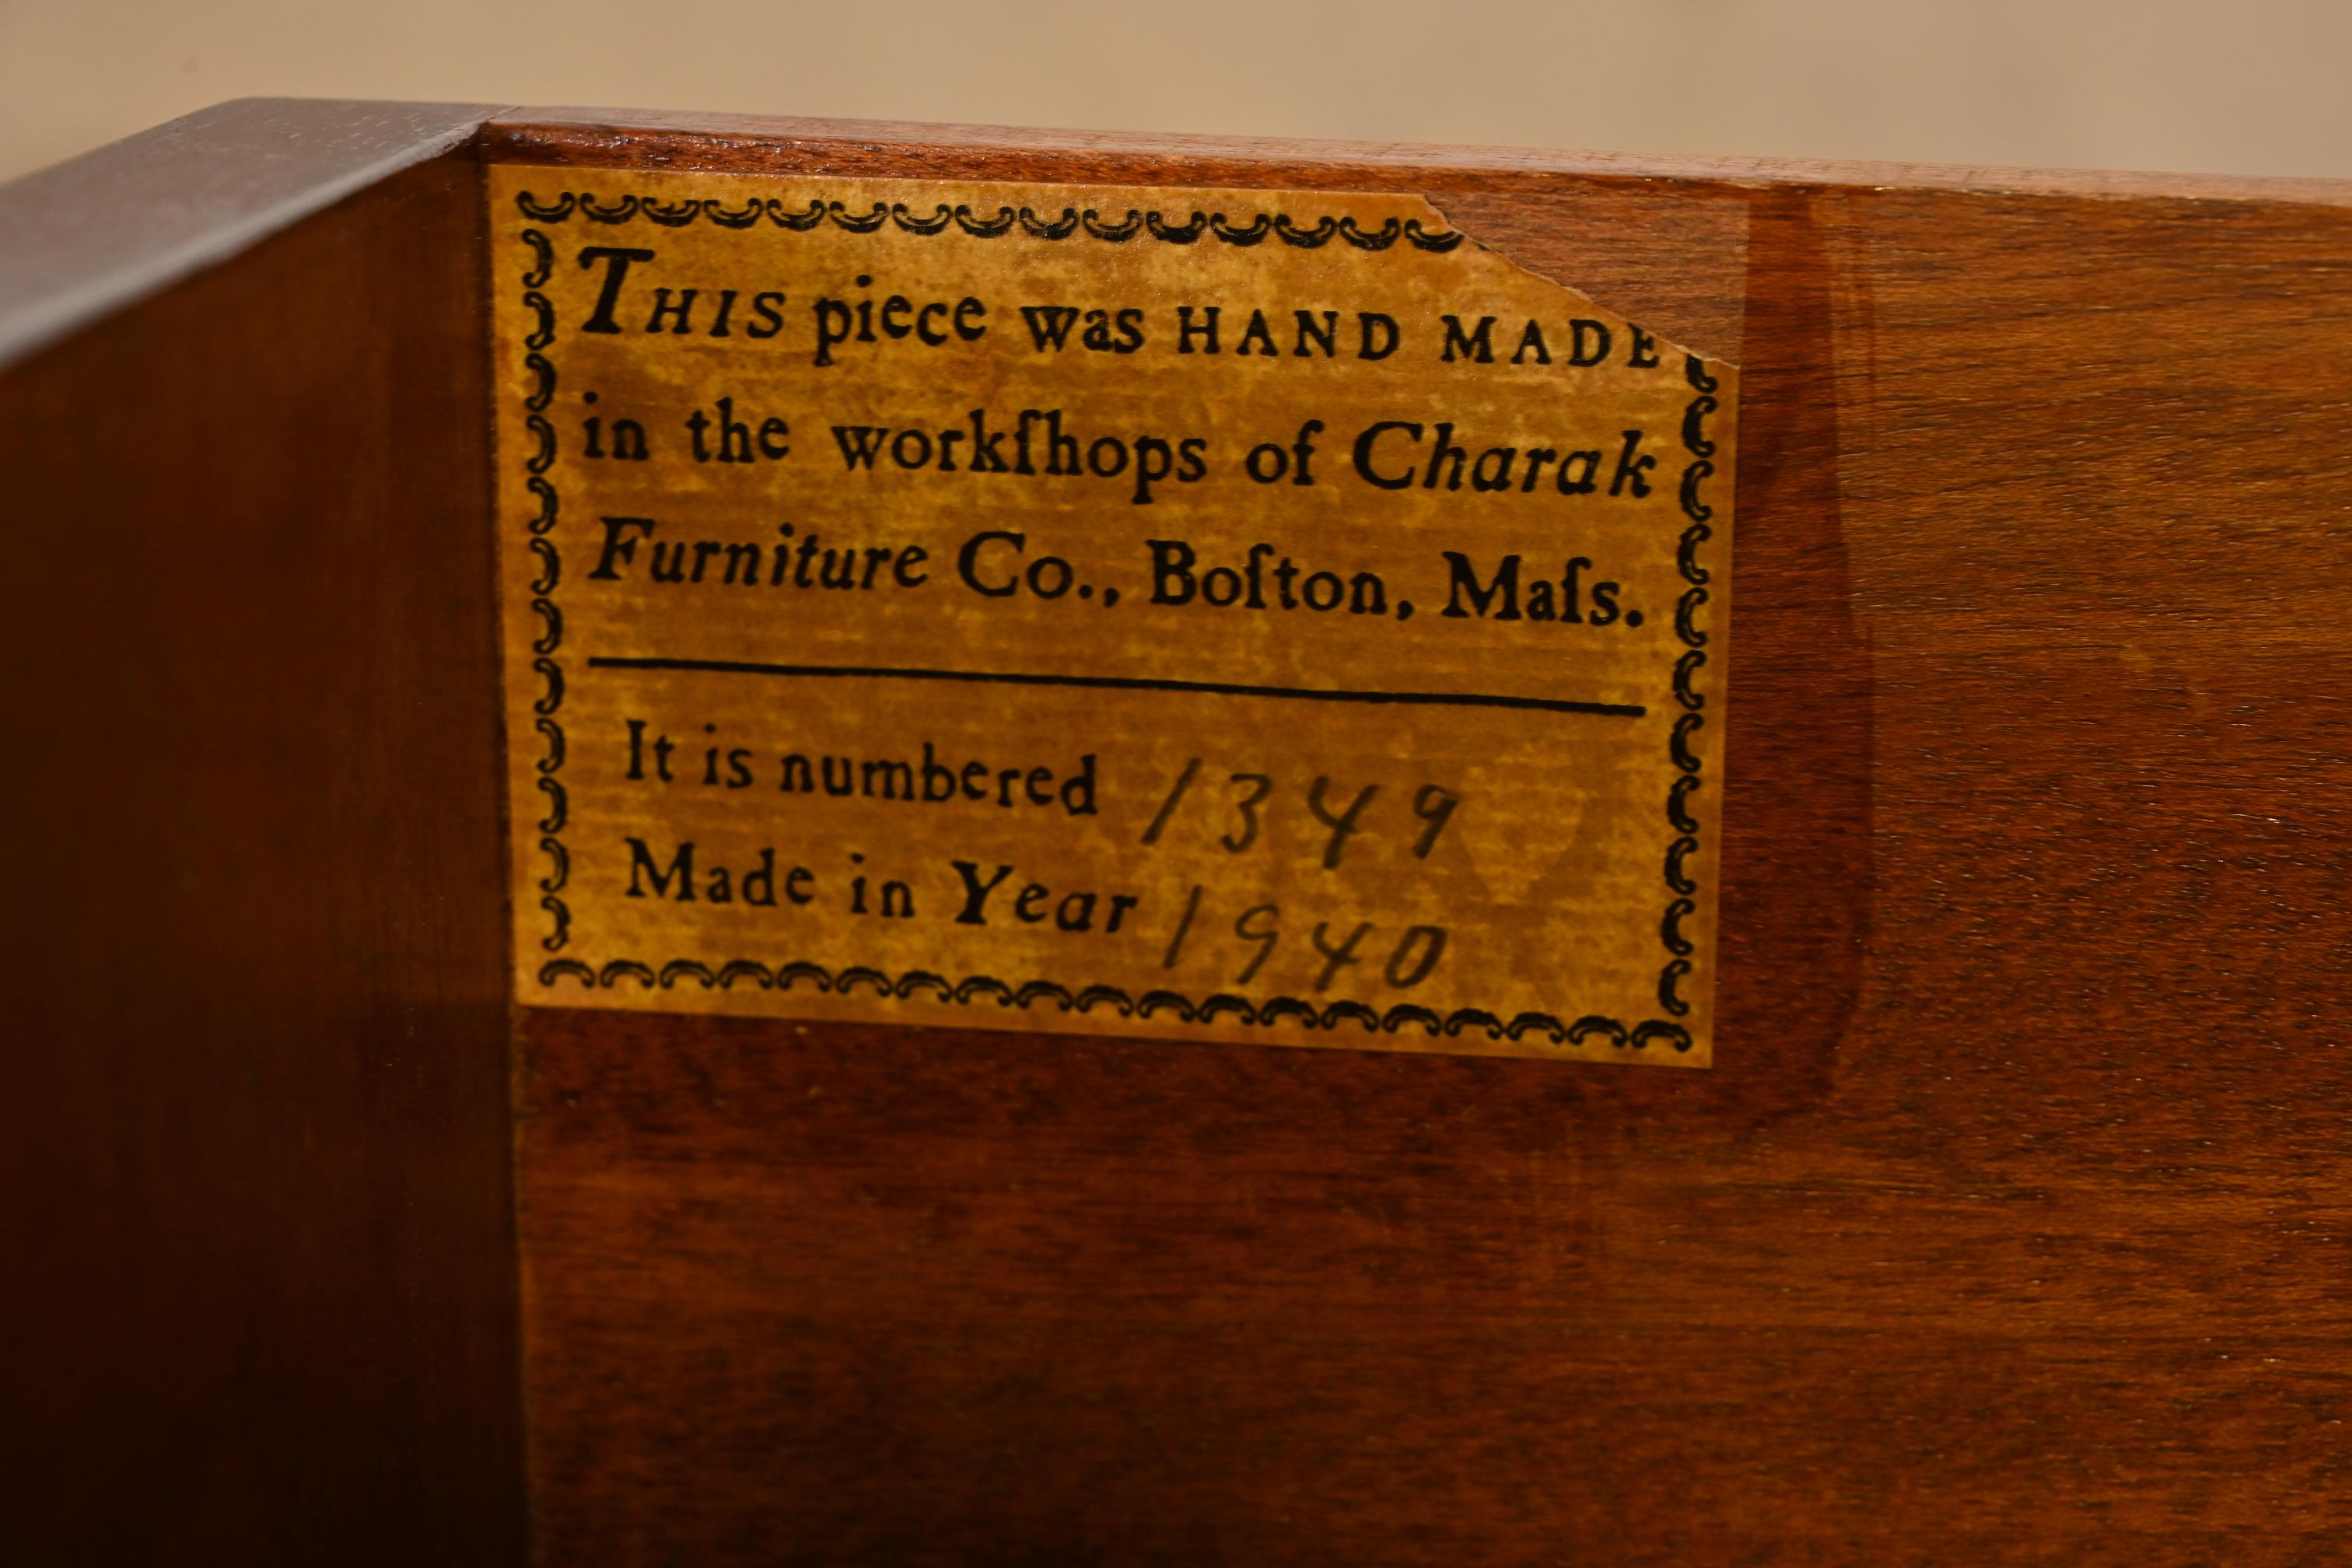 THIS piece was HAND MADE
in the workſhops of Charak
Furniture Co., Boſton, Maſs.
It is numbered 1349
Made in Year 1940